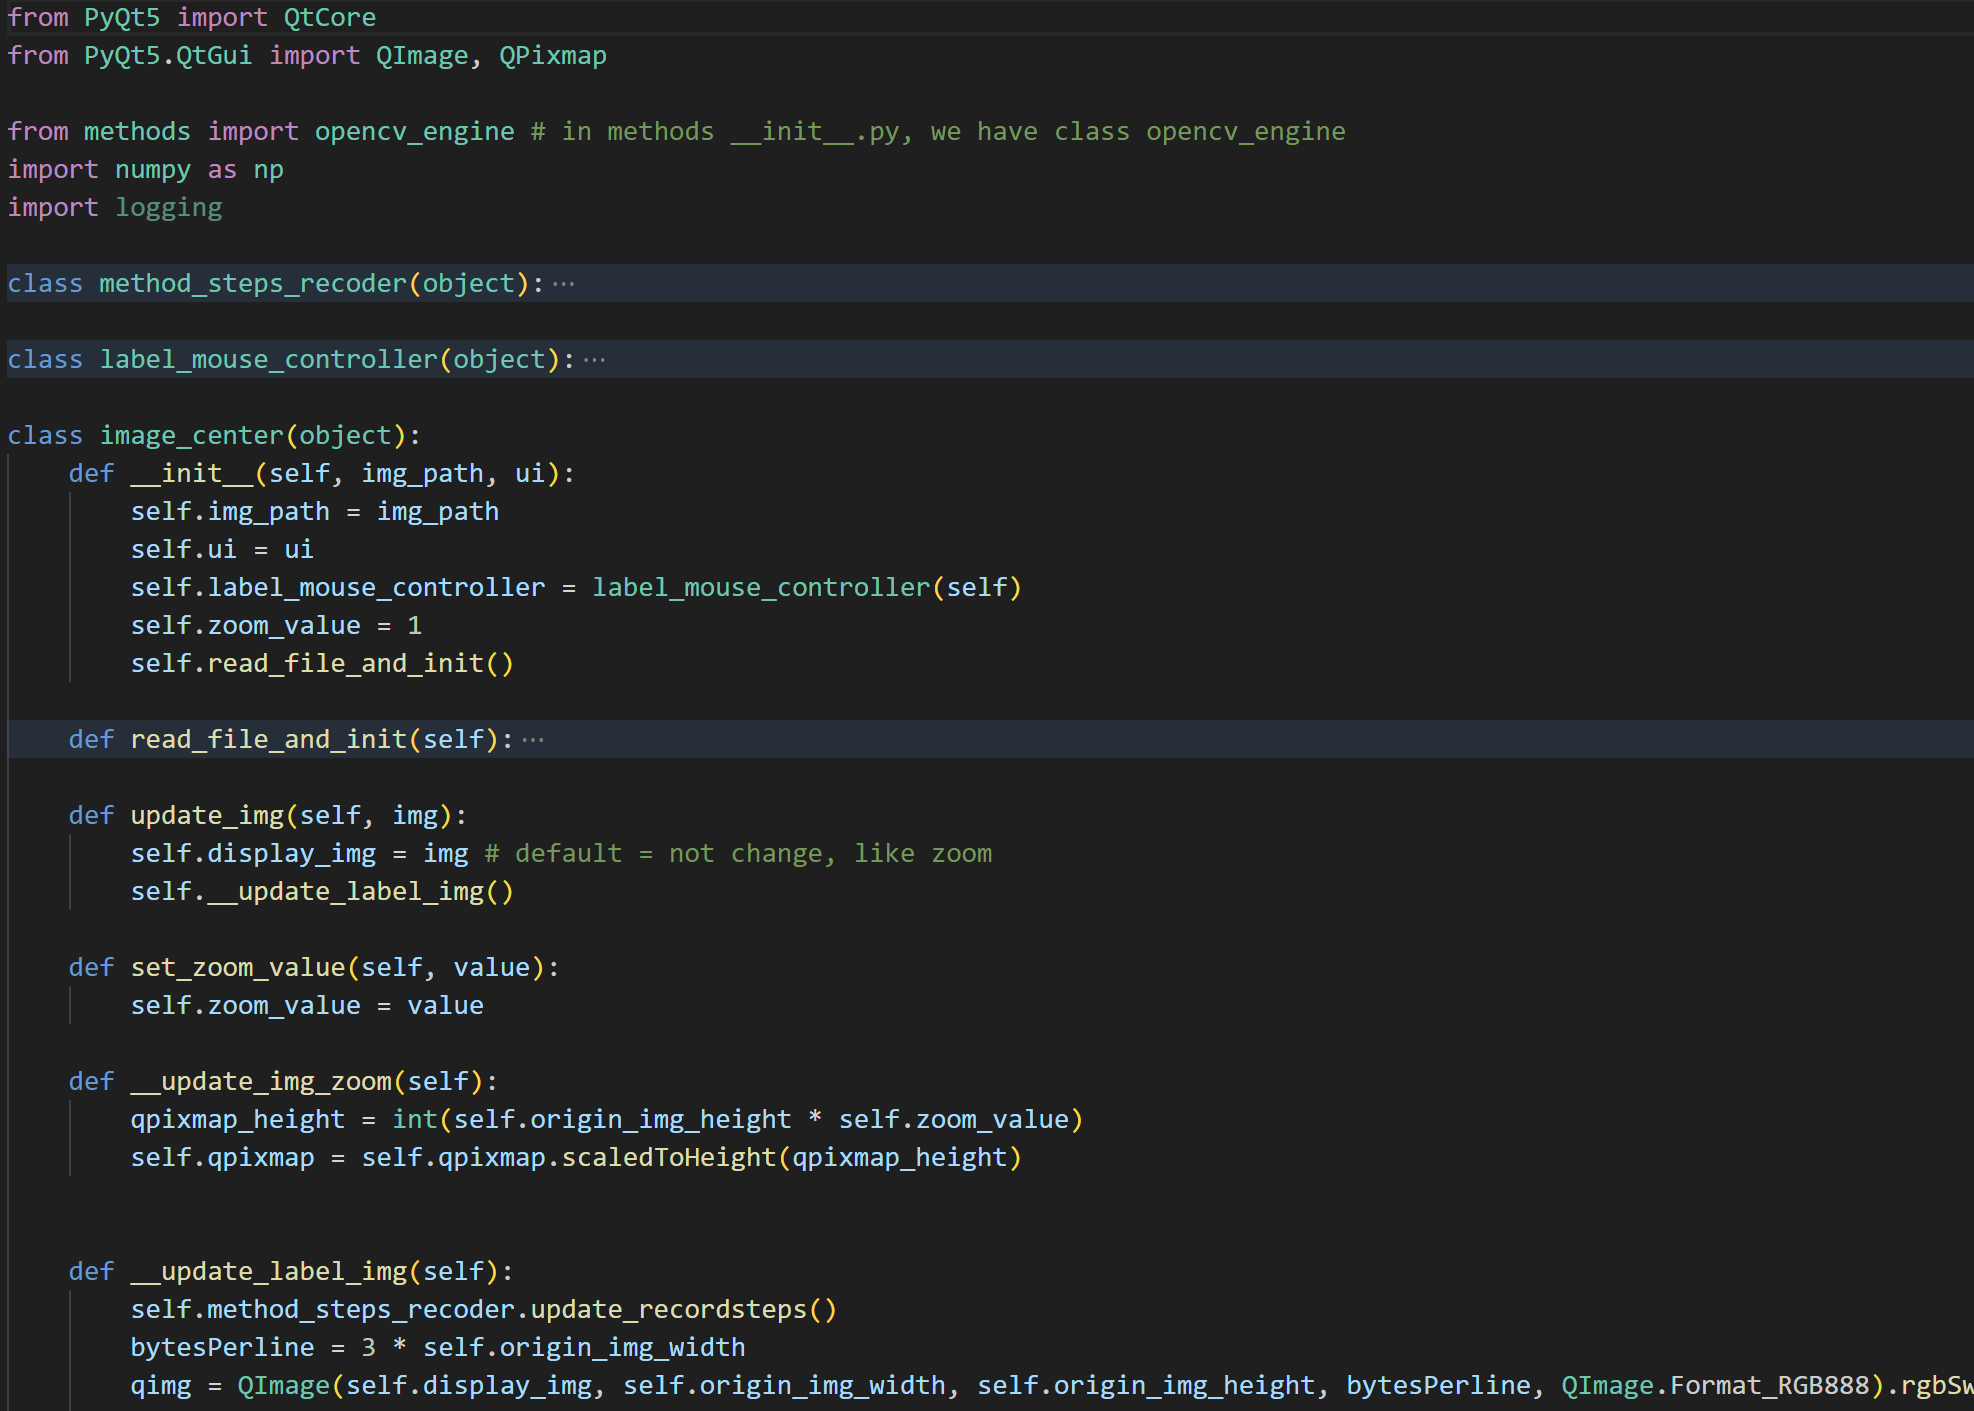 from PyQt5 import QtCore
from PyQt5.QtGui import QImage, QPixmap
from methods import opencv_engine # in methods __init__.py, we have class opencv_engine
import numpy as np
import logging
class method_steps_recoder(object):···
class label_mouse_controller(object):···
class image_center(object):
    def __init__(self, img_path, ui):
        self.img_path = img_path
        self.ui = ui
        self.label_mouse_controller = label_mouse_controller(self)
        self.zoom_value = 1
        self.read_file_and_init()
    def read_file_and_init(self):···
    def update_img(self, img):
        self.display_img = img # default = not change, like zoom
        self.__update_label_img()
    def set_zoom_value(self, value):
        self.zoom_value = value
    def __update_img_zoom(self):
        qpixmap_height = int(self.origin_img_height * self.zoom_value)
        self.qpixmap = self.qpixmap.scaledToHeight(qpixmap_height)
    def __update_label_img(self):
        self.method_steps_recoder.update_recordsteps()
        bytesPerline = 3 * self.origin_img_width
        qimg = QImage(self.display_img, self.origin_img_width, self.origin_img_height, bytesPerline, QImage.Format_RGB888).rgbSw